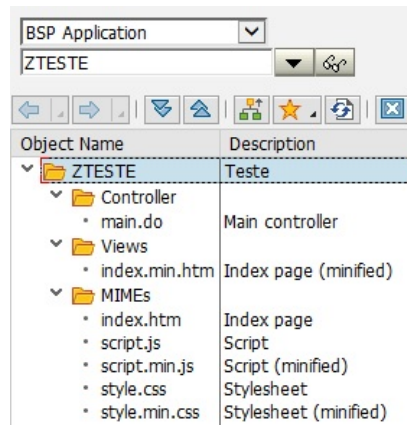 BSP Application
ZTESTE
Object Name Description
ZTESTE Teste
Controller
main.do Main controller
Views
index.min.htm Index page (minified)
MIMEs
index.htm Index page
script.js Script
script.min.js Script (minified)
style.css Stylesheet
style.min.css Stylesheet (minified)